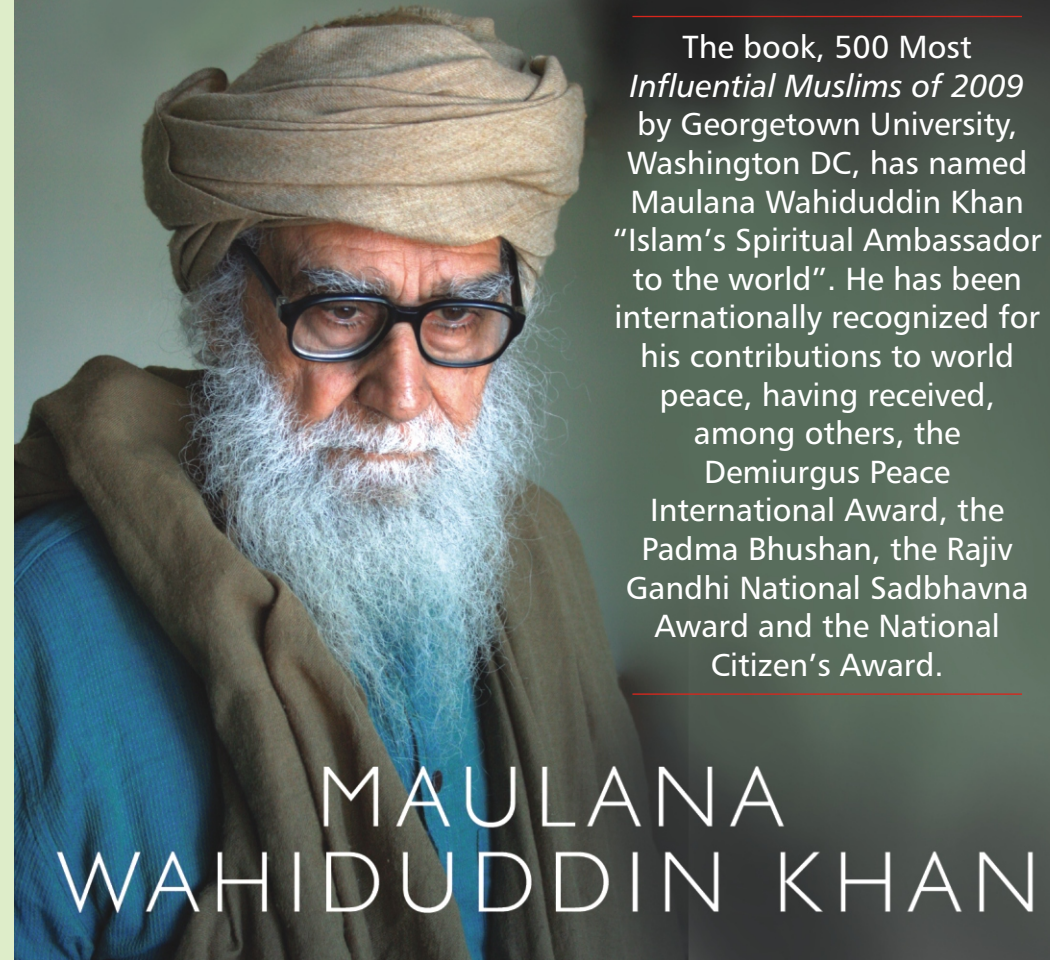 The book, 500 Most
Influential Muslims of 2009
by Georgetown University,
Washington DC, has named
Maulana Wahiduddin Khan
“Islam’s Spiritual Ambassador
to the world”. He has been
internationally recognized for
his contributions to world
peace, having received,
among others, the
Demiurgus Peace
International Award, the
Padma Bhushan, the Rajiv
Gandhi National Sadbhavna
Award and the National
Citizen’s Award.
MAULANA
WAHIDUDDIN KHAN